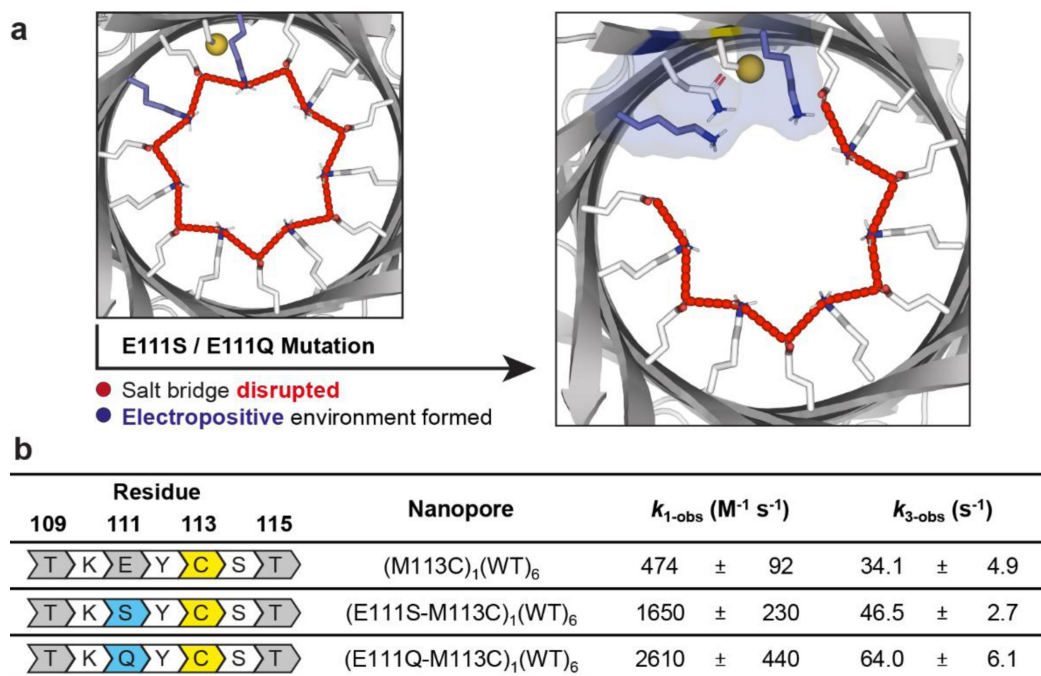 a
E111S / E111Q Mutation
Salt bridge disrupted
Electropositive environment formed
b
Residue
109 111 113 115
Nanopore
k1-obs (M-1 s-1)
k3-obs (s-1)
T K E Y C S T (M113C)1(WT)6 474 ± 92 34.1 ± 4.9
T K S Y C S T (E111S-M113C)1(WT)6 1650 ± 230 46.5 ± 2.7
T K Q Y C S T (E111Q-M113C)1(WT)6 2610 ± 440 64.0 ± 6.1